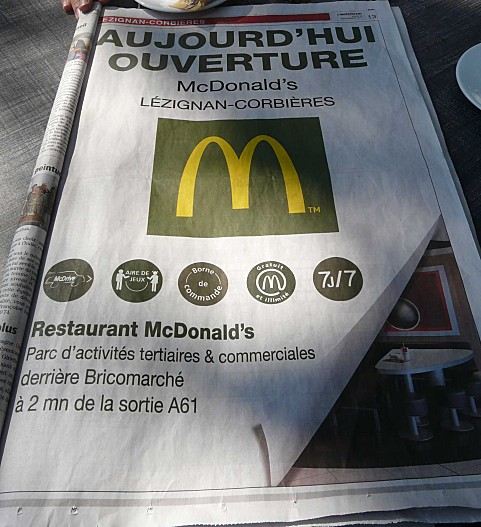 LÉZIGNAN-CORBIÈRES
13
AUJOURD'HUI
OUVERTURE
McDonald's
LÉZIGNAN-CORBIÈRES
TM
McDrive
AIRE DE
JEUX
Borne
de
commande
Gratuit
et illimité
7J/7
Restaurant McDonald's
Parc d'activités tertiaires & commerciales
derrière Bricomarché
à 2 mn de la sortie A61